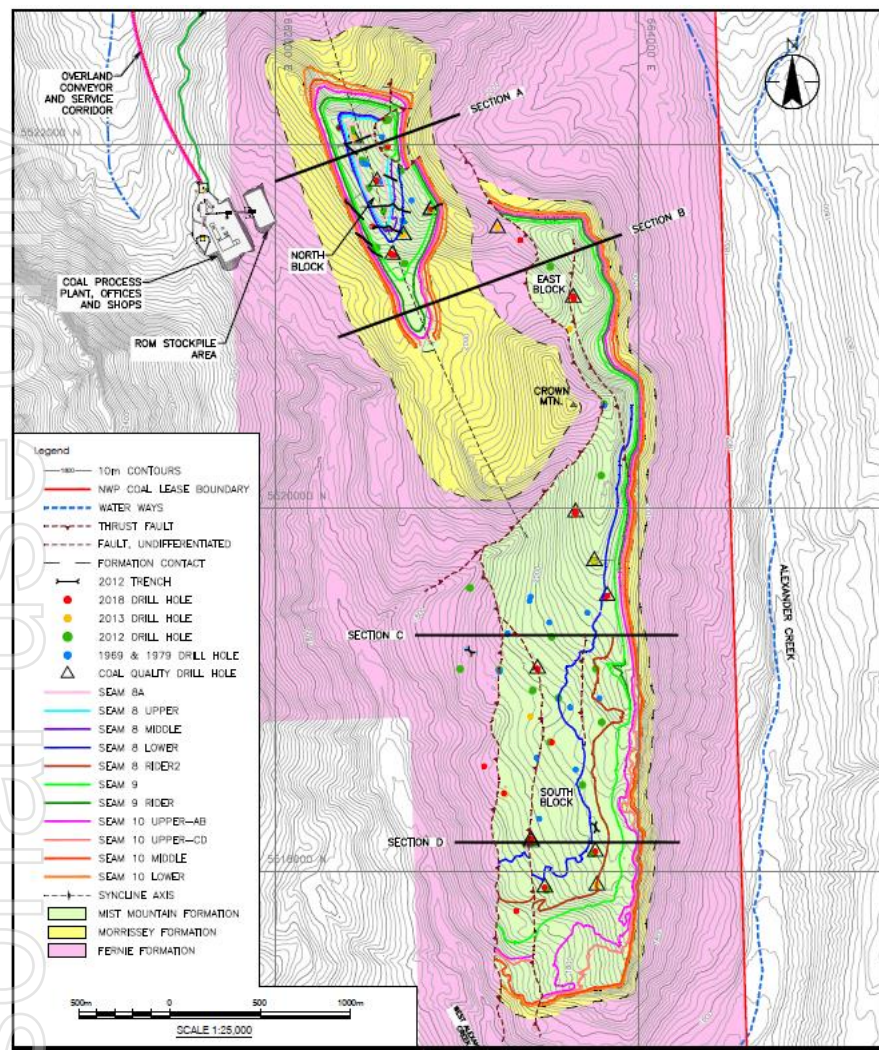 662000 E
664000 E
N
OVERLAND
CONVEYOR
AND SERVICE
CORRIDOR
SECTION A
5522000 N
SECTION B
NORTH
BLOCK
EAST
BLOCK
COAL PROCESS
PLANT, OFFICES
AND SHOPS
ROM STOCKPILE
AREA
CROWN
MTN.
5520000 N
ALEXANDER CREEK
SECTION C
SOUTH
BLOCK
SECTION D
5518000 N
Legend
10m CONTOURS
NWP COAL LEASE BOUNDARY
WATER WAYS
THRUST FAULT
FAULT, UNDIFFERENTIATED
FORMATION CONTACT
2012 TRENCH
2018 DRILL HOLE
2013 DRILL HOLE
2012 DRILL HOLE
1969 & 1979 DRILL HOLE
COAL QUALITY DRILL HOLE
SEAM 8A
SEAM 8 UPPER
SEAM 8 MIDDLE
SEAM 8 LOWER
SEAM 8 RIDER2
SEAM 9
SEAM 9 RIDER
SEAM 10 UPPER-AB
SEAM 10 UPPER-CD
SEAM 10 MIDDLE
SEAM 10 LOWER
SYNCLINE AXIS
MIST MOUNTAIN FORMATION
MORRISSEY FORMATION
FERNIE FORMATION
500m 0 500 1000m
SCALE 1:25,000